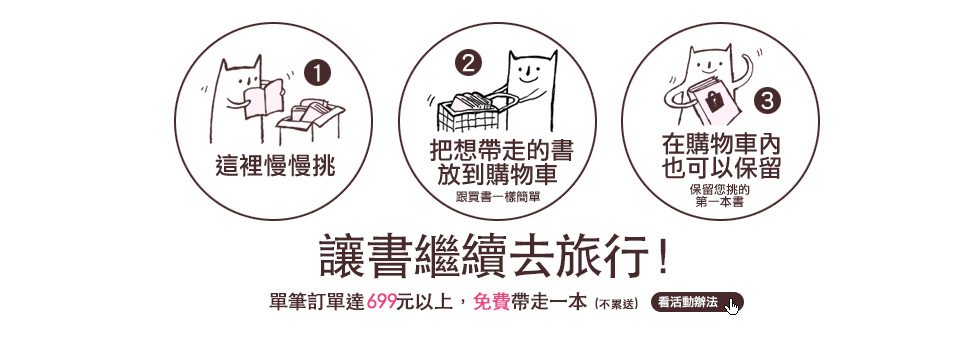 1
這裡慢慢挑
2
把想帶走的書
放到購物車
跟買書一樣簡單
3
在購物車內
也可以保留
保留您挑的
第一本書
讓書繼續去旅行!
單筆訂單達699元以上，免費帶走一本 (不累送) 看活動辦法